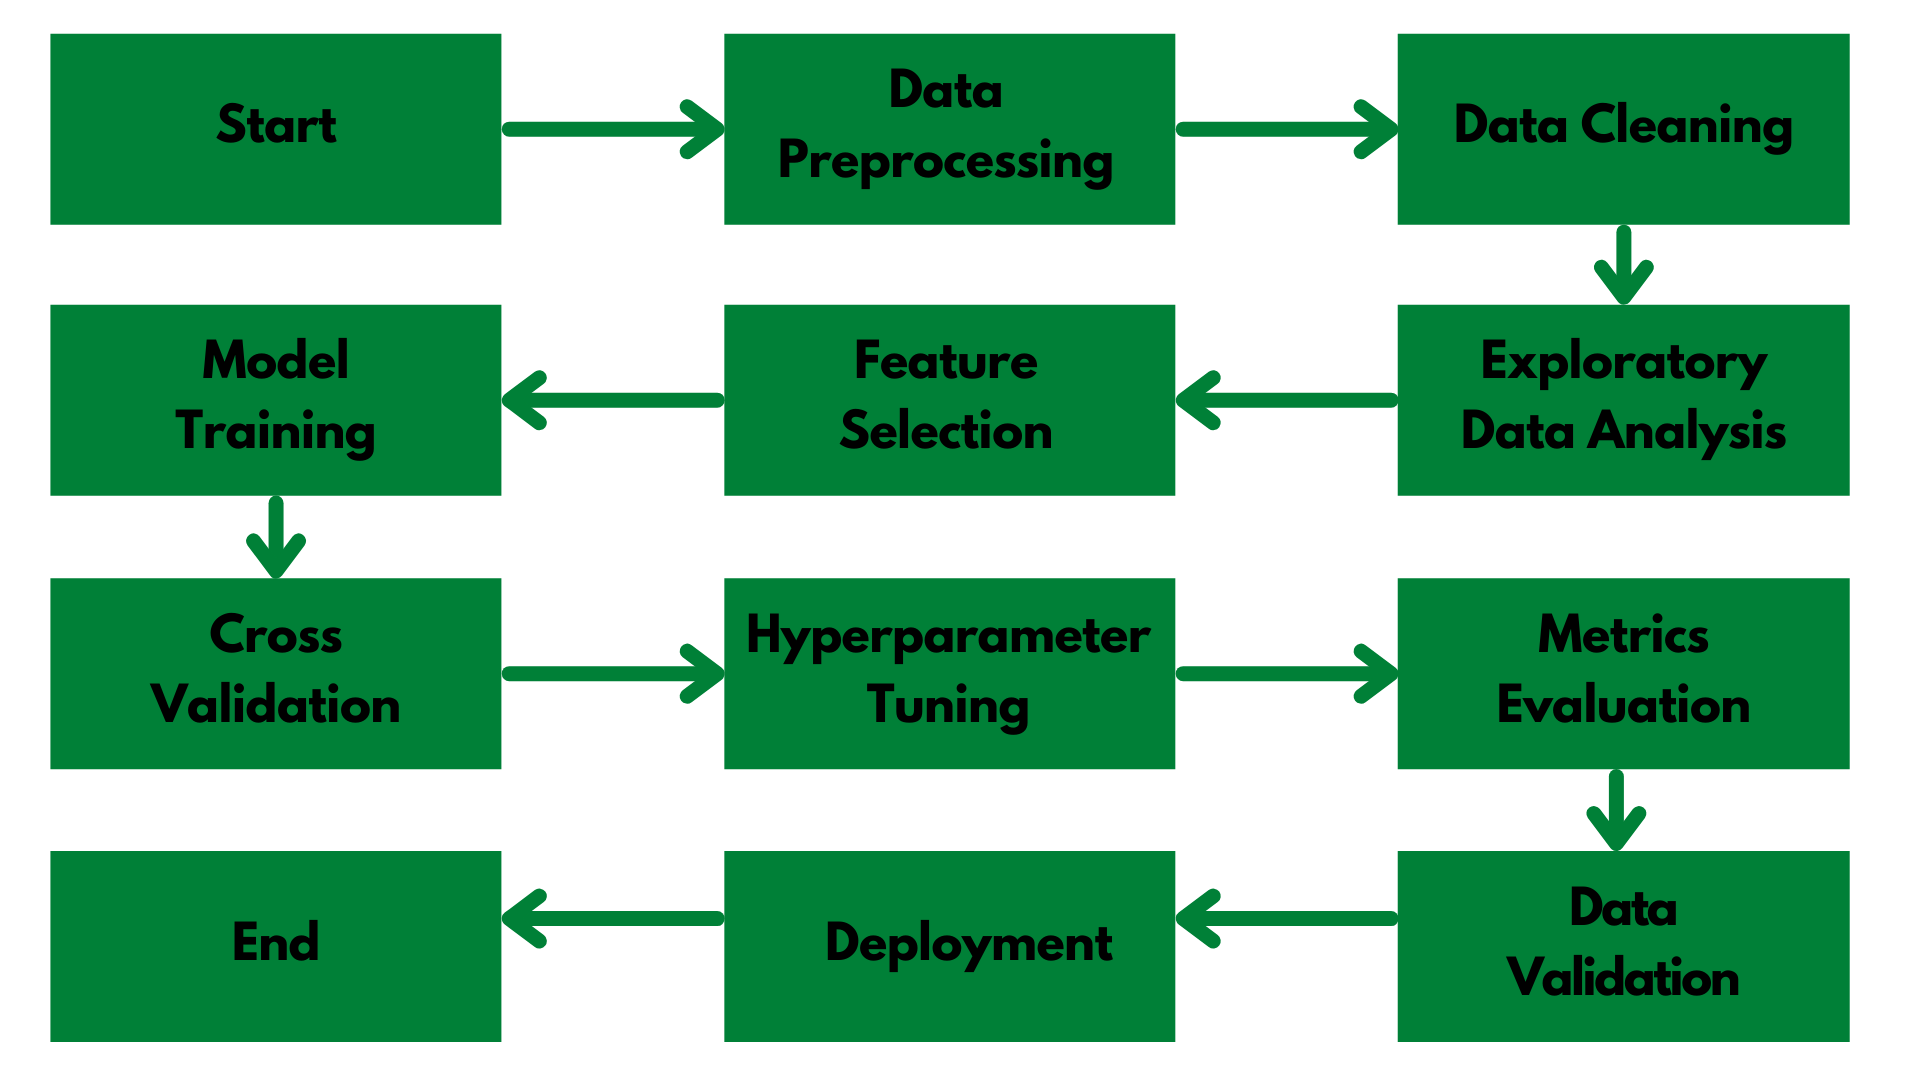 Start
Data
Preprocessing
Data Cleaning
Exploratory
Data Analysis
Feature
Selection
Model
Training
Cross
Validation
Hyperparameter
Tuning
Metrics
Evaluation
Data
Validation
Deployment
End